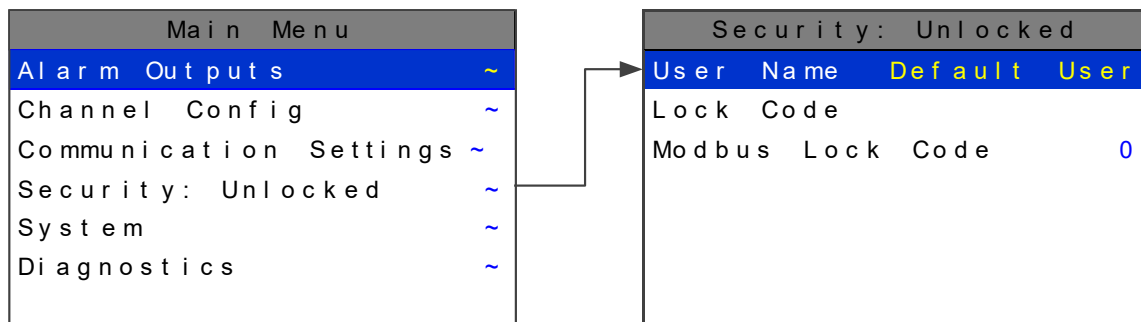 Main Menu
Alarm Outputs ~
Channel Config ~
Communication Settings ~
Security: Unlocked ~
System ~
Diagnostics ~
Security: Unlocked
User Name Default User
Lock Code
Modbus Lock Code 0